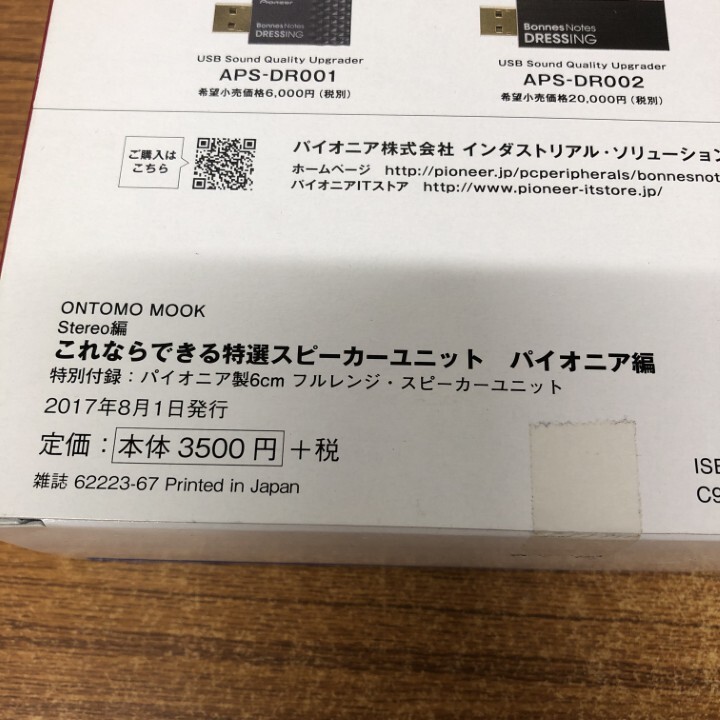 Pioneer
BonnesNotes
DRESSING
BonnesNotes
DRESSING
USB Sound Quality Upgrader
APS-DR001
希望小売価格6,000円（税別）
USB Sound Quality Upgrader
APS-DR002
希望小売価格20,000円（税別）
ご購入は
こちら
パイオニア株式会社 インダストリアル・ソリューション
ホームページ http://pioneer.jp/pcperipherals/bonnesnot
パイオニアITストア http://www.pioneer-itstore.jp/
ONTOMO MOOK
Stereo編
これならできる特選スピーカーユニット パイオニア編
特別付録：パイオニア製6cm フルレンジ・スピーカーユニット
2017年8月1日発行
定価：本体 3500 円＋税
雑誌 62223-67 Printed in Japan
ISB
C9